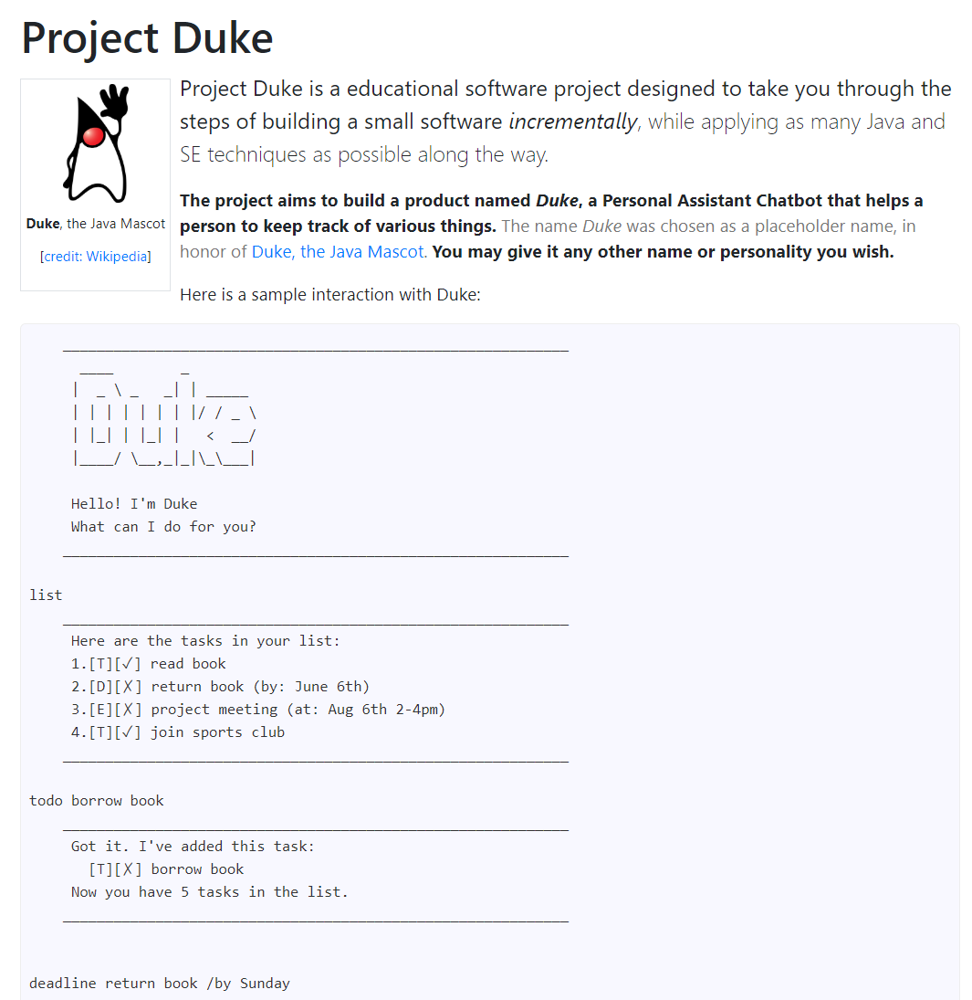 Project Duke
Duke, the Java Mascot
[credit: Wikipedia]
Project Duke is a educational software project designed to take you through the
steps of building a small software incrementally, while applying as many Java and
SE techniques as possible along the way.
The project aims to build a product named Duke, a Personal Assistant Chatbot that helps a
person to keep track of various things. The name Duke was chosen as a placeholder name, in
honor of Duke, the Java Mascot. You may give it any other name or personality you wish.
Here is a sample interaction with Duke:
    ____________________________________________________________
      ____        _
     |  _ \ _   _| | _____
     | | | | | | | |/ / _ \
     | |_| | |_| |   <  __/
     |____/ \__,_|_|\_\___|
     Hello! I'm Duke
     What can I do for you?
    ____________________________________________________________
list
    ____________________________________________________________
     Here are the tasks in your list:
     1.[T][✓] read book
     2.[D][✗] return book (by: June 6th)
     3.[E][✗] project meeting (at: Aug 6th 2-4pm)
     4.[T][✓] join sports club
    ____________________________________________________________
todo borrow book
    ____________________________________________________________
     Got it. I've added this task:
       [T][✗] borrow book
     Now you have 5 tasks in the list.
    ____________________________________________________________
deadline return book /by Sunday